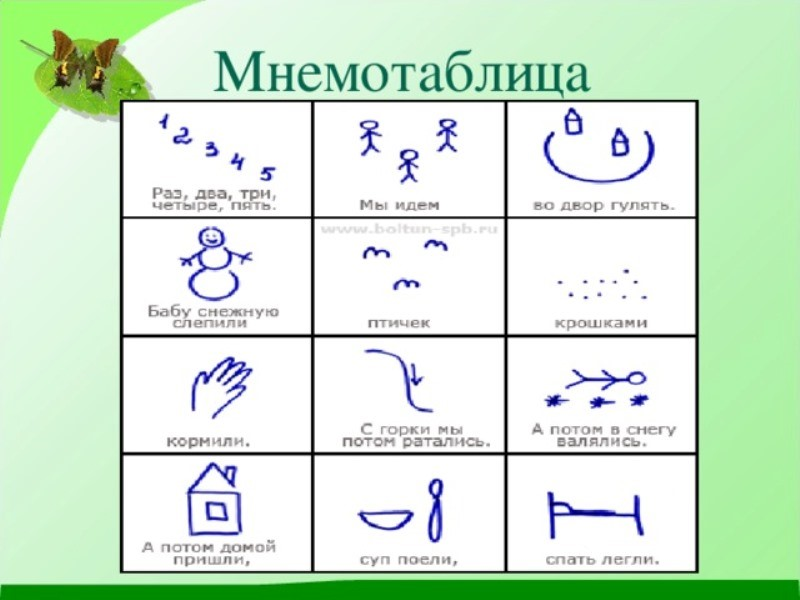 Мнемотаблица
1 2 3 4 5
Раз, два, три,
четыре, пять.
Мы идем
во двор гулять.
www.boltun-spb.ru
Бабу снежную
слепили
птичек
крошками
кормили.
С горки мы
потом ратались.
А потом в снегу
валялись.
А потом домой
пришли,
суп поели,
спать легли.